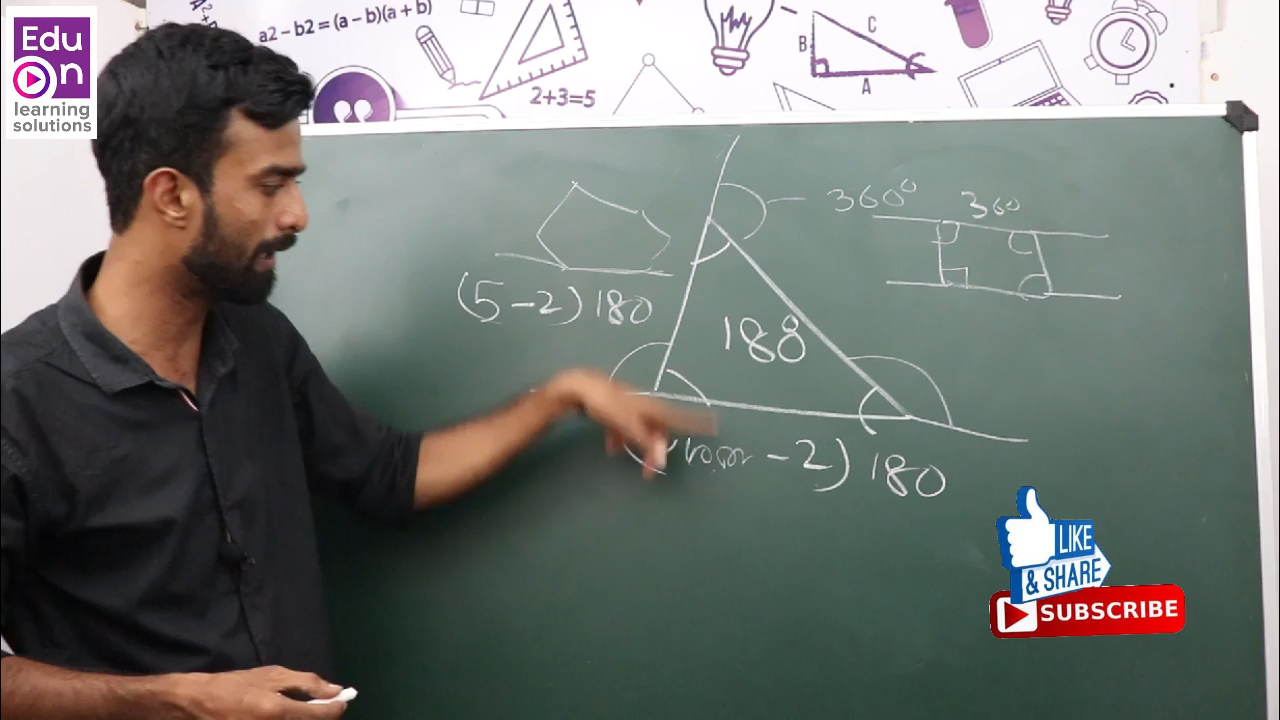 Edu
On
learning
solutions
a2 – b2 = (a – b)(a + b)
2+3=5
B
C
A
360°
360
(5-2)180
180
-2) 180
LIKE
& SHARE
SUBSCRIBE